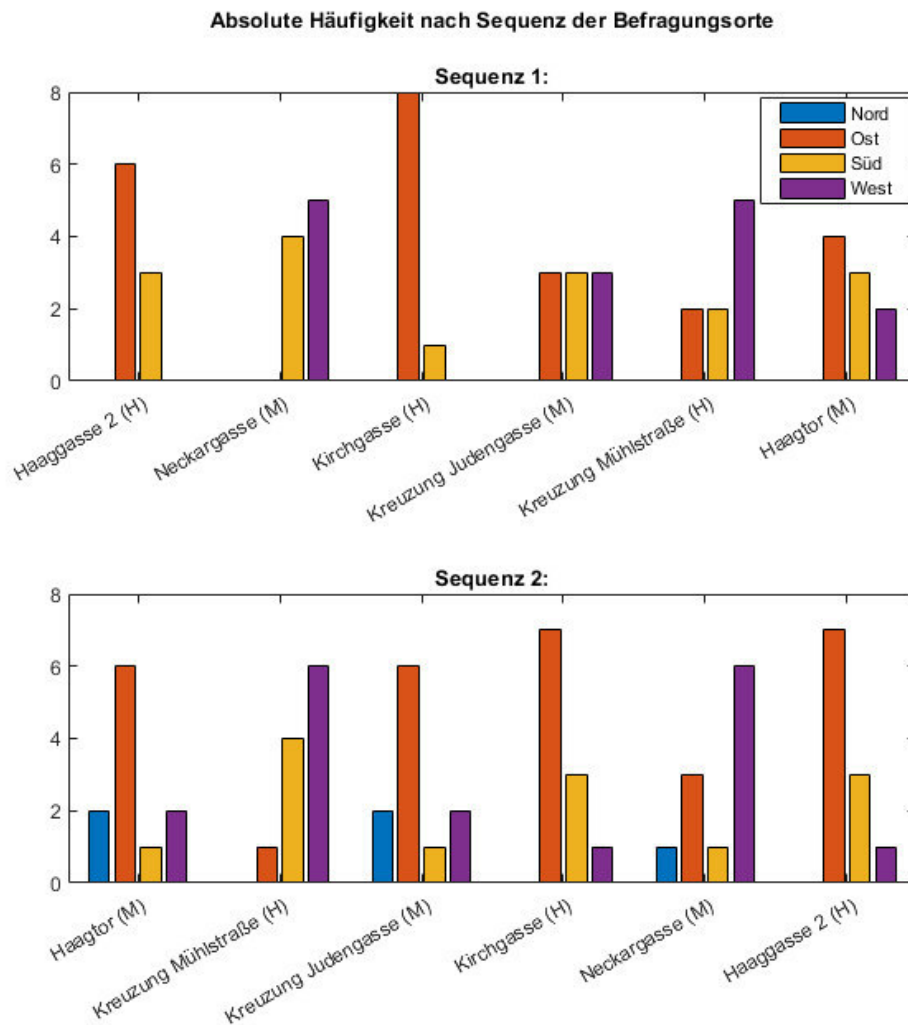 Absolute Häufigkeit nach Sequenz der Befragungsorte
Sequenz 1:
8
6
4
2
0
Nord
Ost
Süd
West
Haaggasse 2 (H)
Neckargasse (M)
Kirchgasse (H)
Kreuzung Judengasse (M)
Kreuzung Mühlstraße (H)
Haagtor (M)
Sequenz 2:
8
6
4
2
0
Haagtor (M)
Kreuzung Mühlstraße (H)
Kreuzung Judengasse (M)
Kirchgasse (H)
Neckargasse (M)
Haaggasse 2 (H)